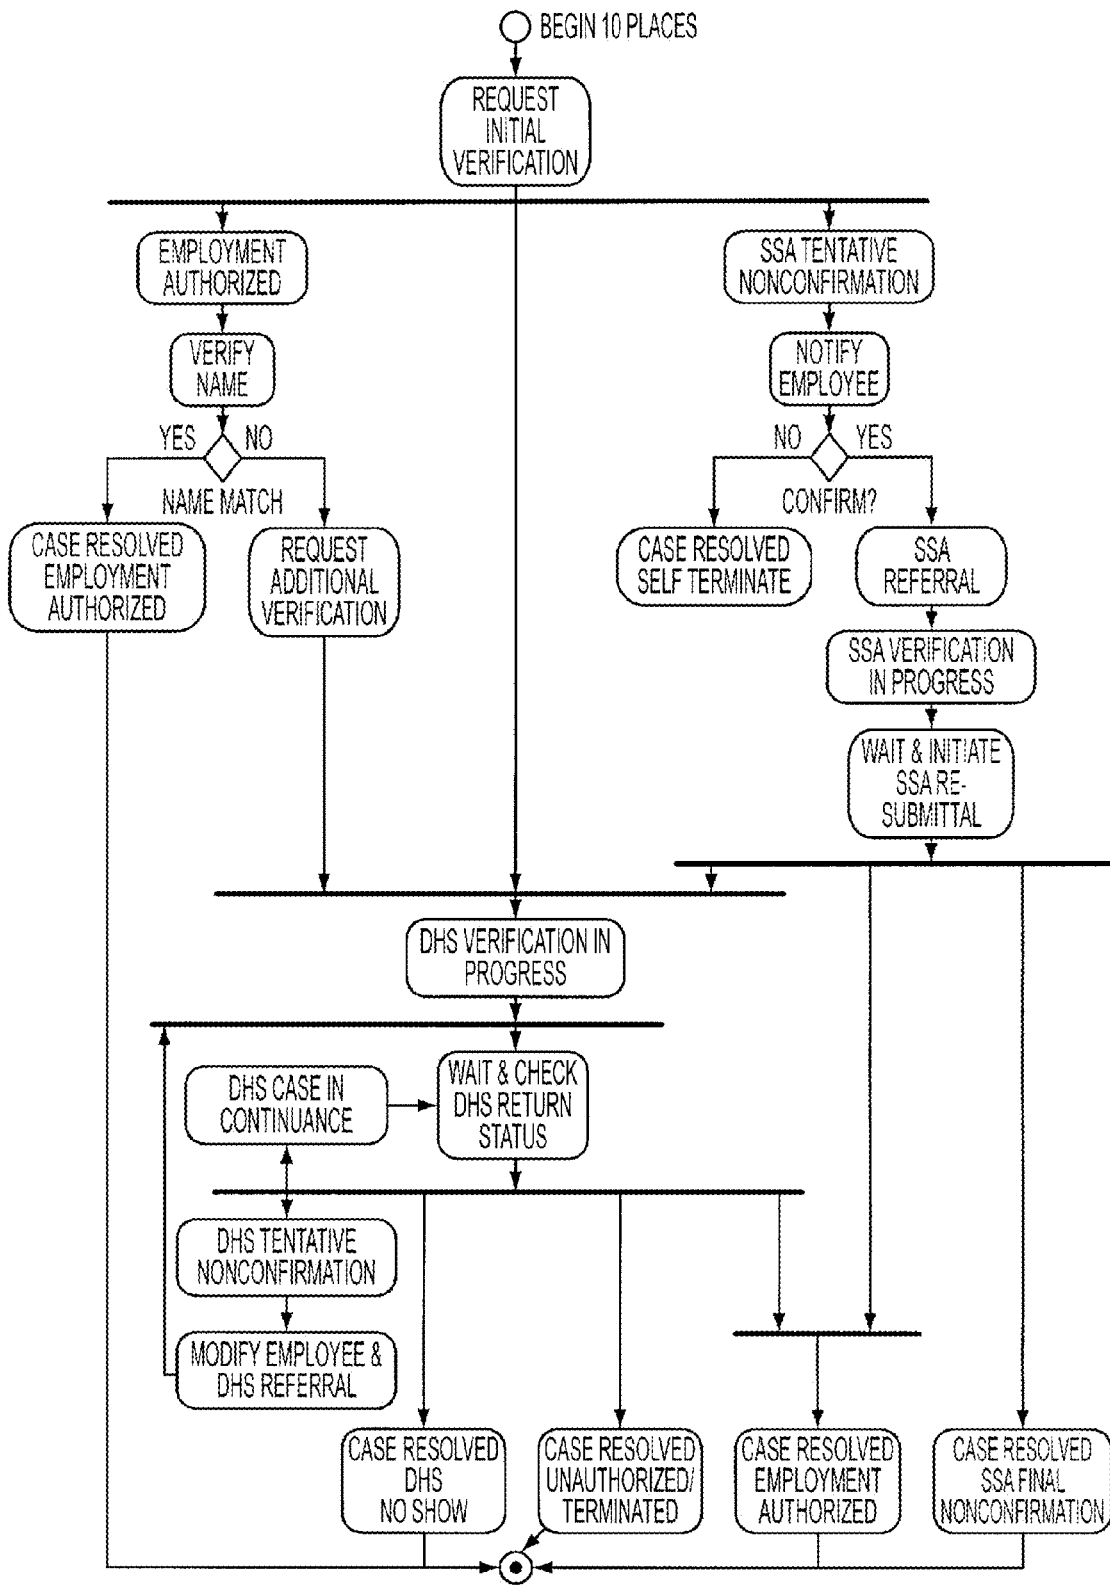 BEGIN 10 PLACES
REQUEST
INITIAL
VERIFICATION
EMPLOYMENT
AUTHORIZED
SSA TENTATIVE
NONCONFIRMATION
VERIFY
NAME
NOTIFY
EMPLOYEE
YES
NO
NO
YES
NAME MATCH
CONFIRM?
CASE RESOLVED
EMPLOYMENT
AUTHORIZED
REQUEST
ADDITIONAL
VERIFICATION
CASE RESOLVED
SELF TERMINATE
SSA
REFERRAL
SSA VERIFICATION
IN PROGRESS
WAIT & INITIATE
SSA RE-
SUBMITTAL
DHS VERIFICATION IN
PROGRESS
DHS CASE IN
CONTINUANCE
WAIT & CHECK
DHS RETURN
STATUS
DHS TENTATIVE
NONCONFIRMATION
MODIFY EMPLOYEE &
DHS REFERRAL
CASE RESOLVED
DHS
NO SHOW
CASE RESOLVED
UNAUTHORIZED/
TERMINATED
CASE RESOLVED
EMPLOYMENT
AUTHORIZED
CASE RESOLVED
SSA FINAL
NONCONFIRMATION